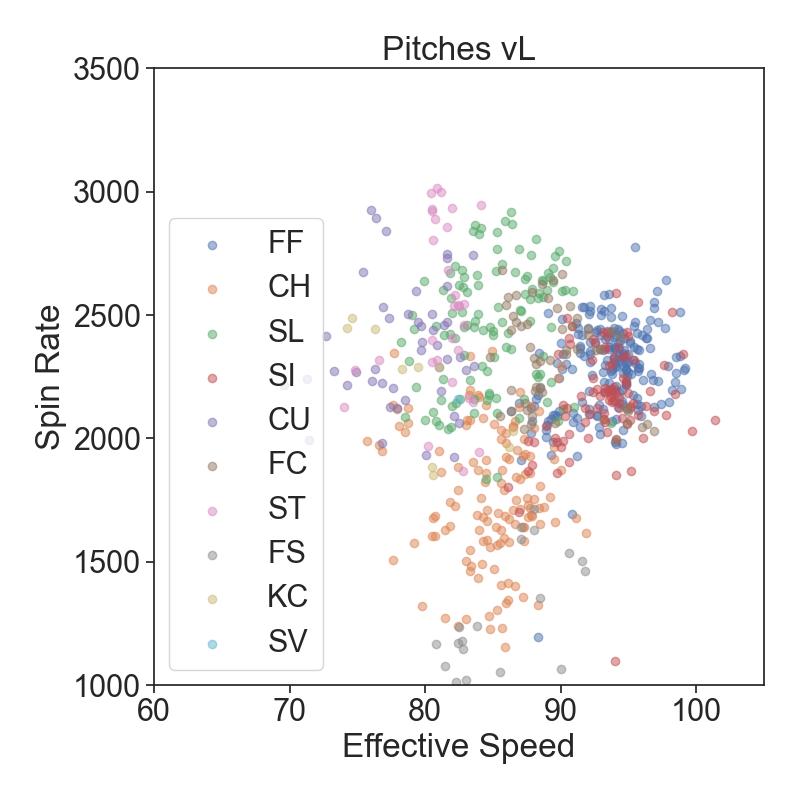 Pitches vL
Spin Rate
3500
3000
2500
2000
1500
1000
FF
CH
SL
SI
CU
FC
ST
FS
KC
SV
60 70 80 90 100
Effective Speed